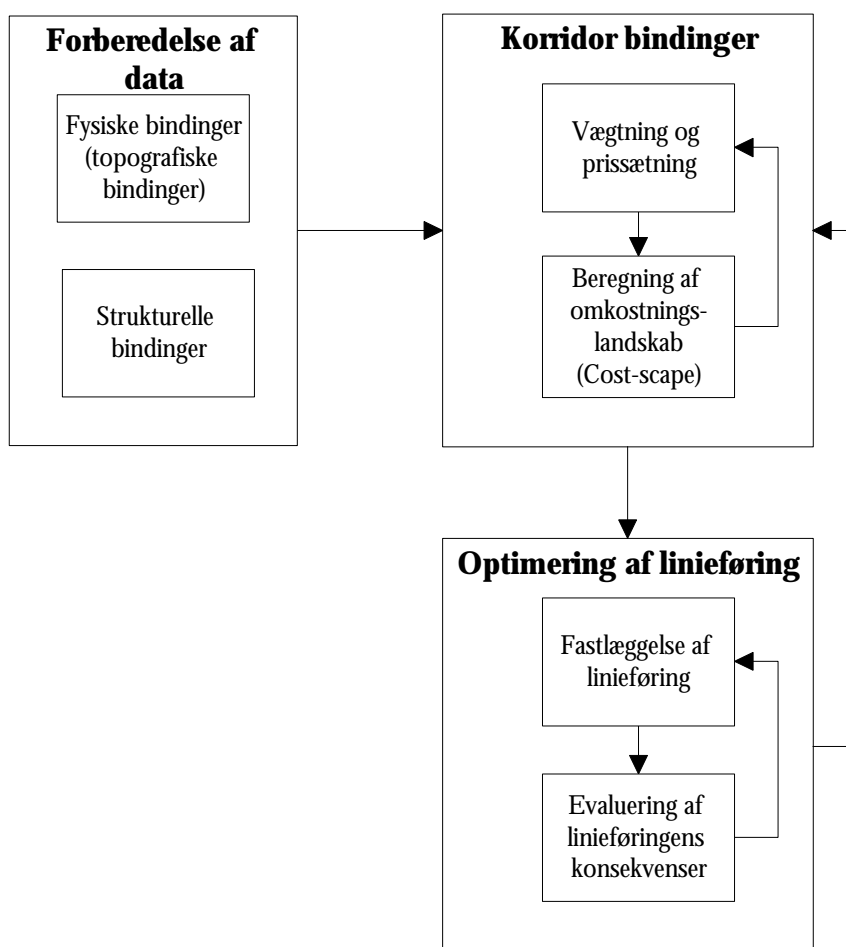 Forberedelse af
data
Fysiske bindinger
(topografiske
bindinger)
Strukturelle
bindinger
Korridor bindinger
Vægtning og
prissætning
Beregning af
omkostnings-
landskab
(Cost-scape)
Optimering af linieføring
Fastlæggelse af
linieføring
Evaluering af
linieføringens
konsekvenser